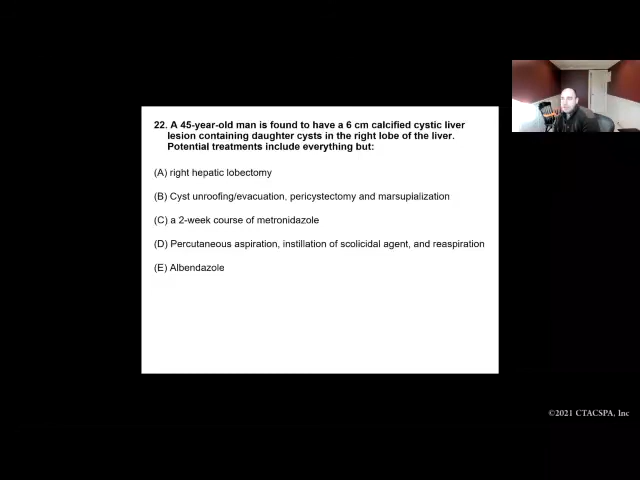 22. A 45-year-old man is found to have a 6 cm calcified cystic liver
lesion containing daughter cysts in the right lobe of the liver.
Potential treatments include everything but:
(A) right hepatic lobectomy
(B) Cyst unroofing/evacuation, pericystectomy and marsupialization
(C) a 2-week course of metronidazole
(D) Percutaneous aspiration, instillation of scolicidal agent, and reaspiration
(E) Albendazole
©2021 CTACSPA, Inc